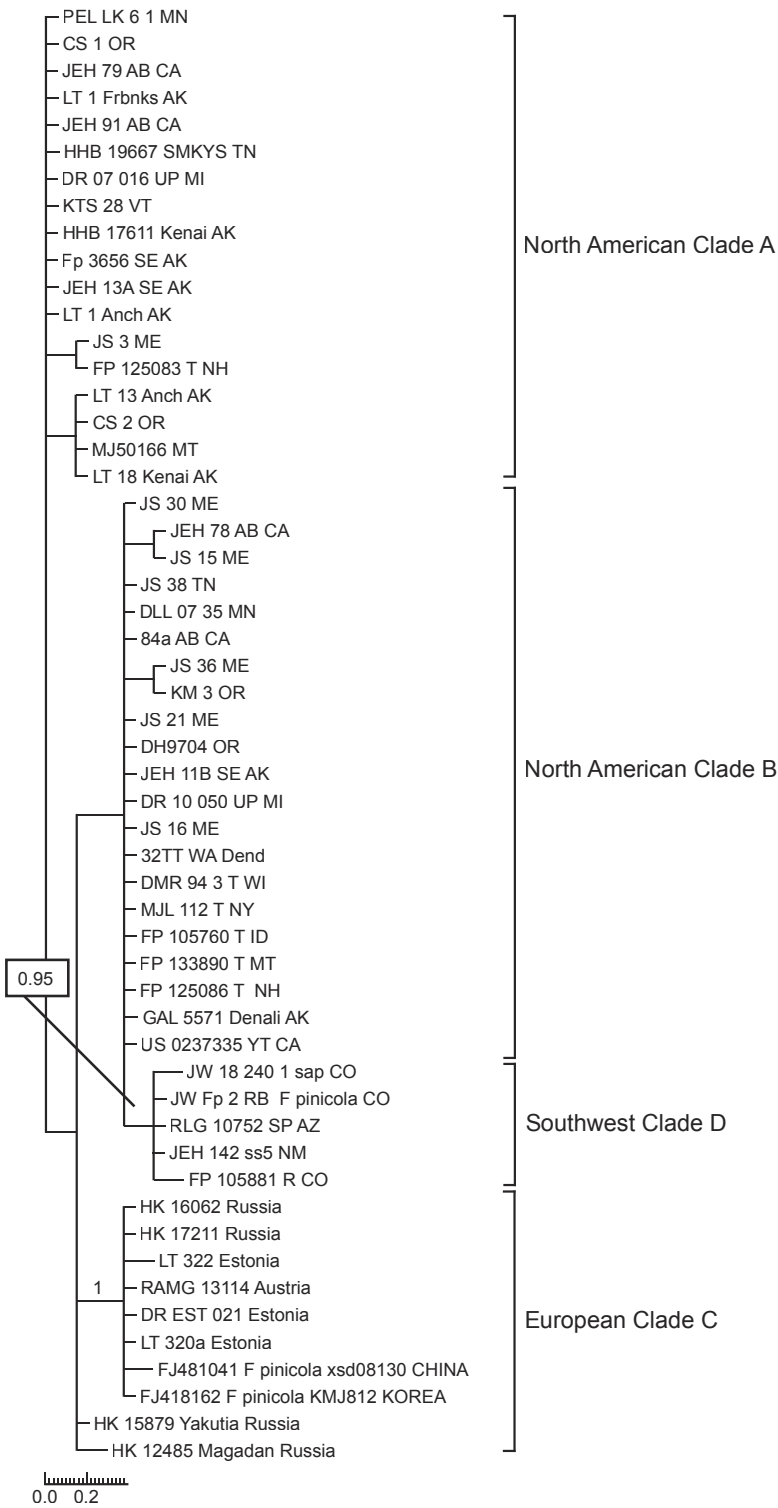 PEL LK 6 1 MN
CS 1 OR
JEH 79 AB CA
LT 1 Frbnks AK
JEH 91 AB CA
HHB 19667 SMKYS TN
DR 07 016 UP MI
KTS 28 VT
HHB 17611 Kenai AK
North American Clade A
Fp 3656 SE AK
JEH 13A SE AK
LT 1 Anch AK
JS 3 ME
FP 125083 T NH
LT 13 Anch AK
CS 2 OR
MJ50166 MT
LT 18 Kenai AK
JS 30 ME
JEH 78 AB CA
JS 15 ME
JS 38 TN
DLL 07 35 MN
84a AB CA
JS 36 ME
KM 3 OR
JS 21 ME
DH9704 OR
North American Clade B
JEH 11B SE AK
DR 10 050 UP MI
JS 16 ME
32TT WA Dend
DMR 94 3 T WI
MJL 112 T NY
FP 105760 T ID
FP 133890 T MT
0.95
FP 125086 T NH
GAL 5571 Denali AK
US 0237335 YT CA
JW 18 240 1 sap CO
JW Fp 2 RB F pinicola CO
RLG 10752 SP AZ
Southwest Clade D
JEH 142 ss5 NM
FP 105881 R CO
HK 16062 Russia
HK 17211 Russia
LT 322 Estonia
1
RAMG 13114 Austria
DR EST 021 Estonia
European Clade C
LT 320a Estonia
FJ481041 F pinicola xsd08130 CHINA
FJ418162 F pinicola KMJ812 KOREA
HK 15879 Yakutia Russia
HK 12485 Magadan Russia
0.0 0.2